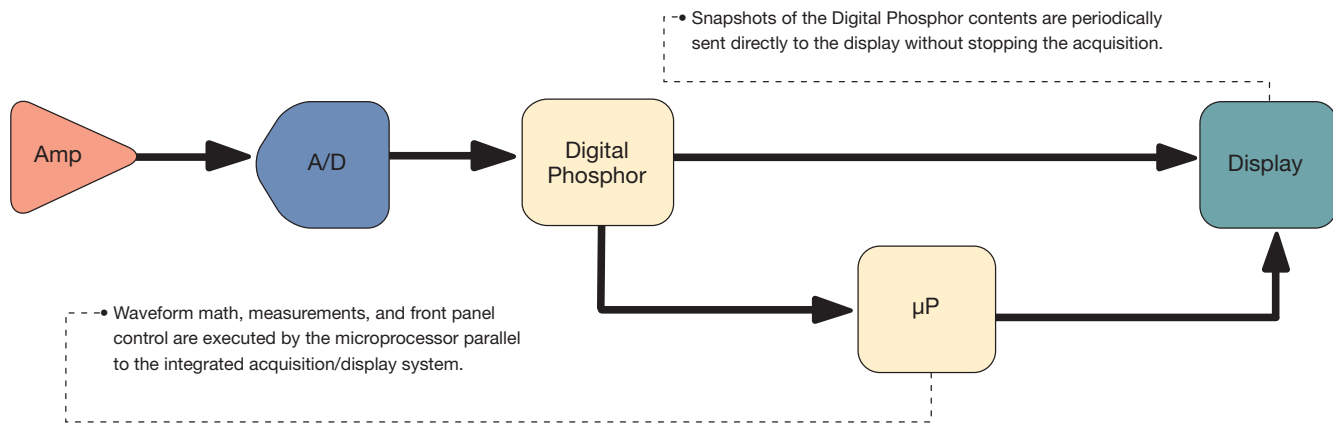 • Snapshots of the Digital Phosphor contents are periodically
sent directly to the display without stopping the acquisition.
Amp
A/D
Digital
Phosphor
Display
µP
• Waveform math, measurements, and front panel
control are executed by the microprocessor parallel
to the integrated acquisition/display system.